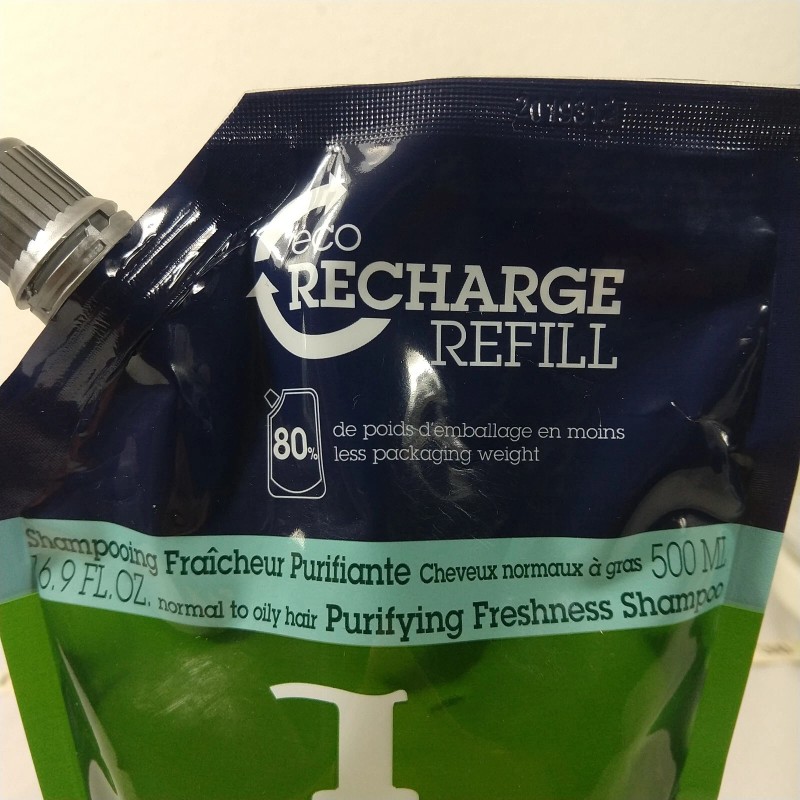 éco
RECHARGE
REFILL
80%
de poids d'emballage en moins
less packaging weight
Shampooing Fraîcheur Purifiante Cheveux normaux à gras 500 ML
16.9 FL.OZ. normal to oily hair Purifying Freshness Shampoo